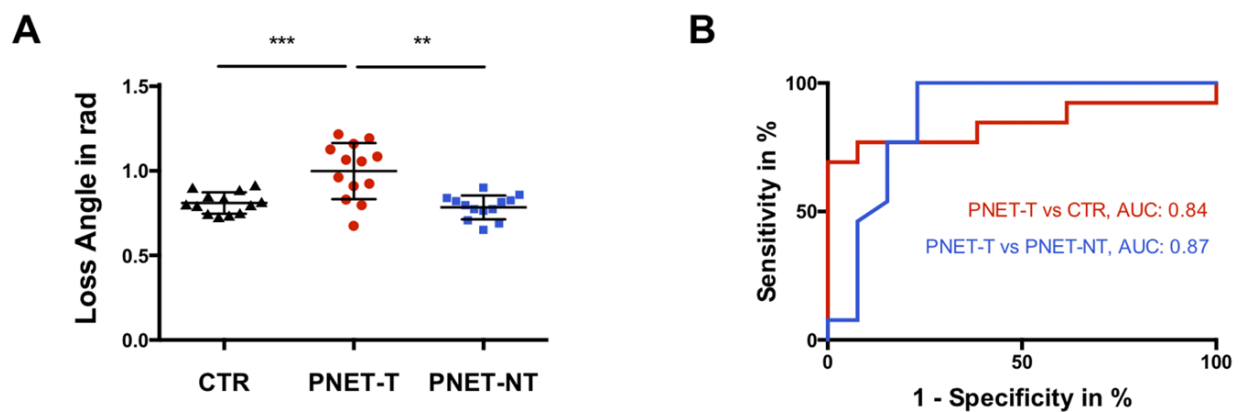 A
*** **
Loss Angle in rad
1.5
1.0
0.5
0.0
CTR PNET-T PNET-NT
B
Sensitivity in %
100
50
0
PNET-T vs CTR, AUC: 0.84
PNET-T vs PNET-NT, AUC: 0.87
0 50 100
1 - Specificity in %